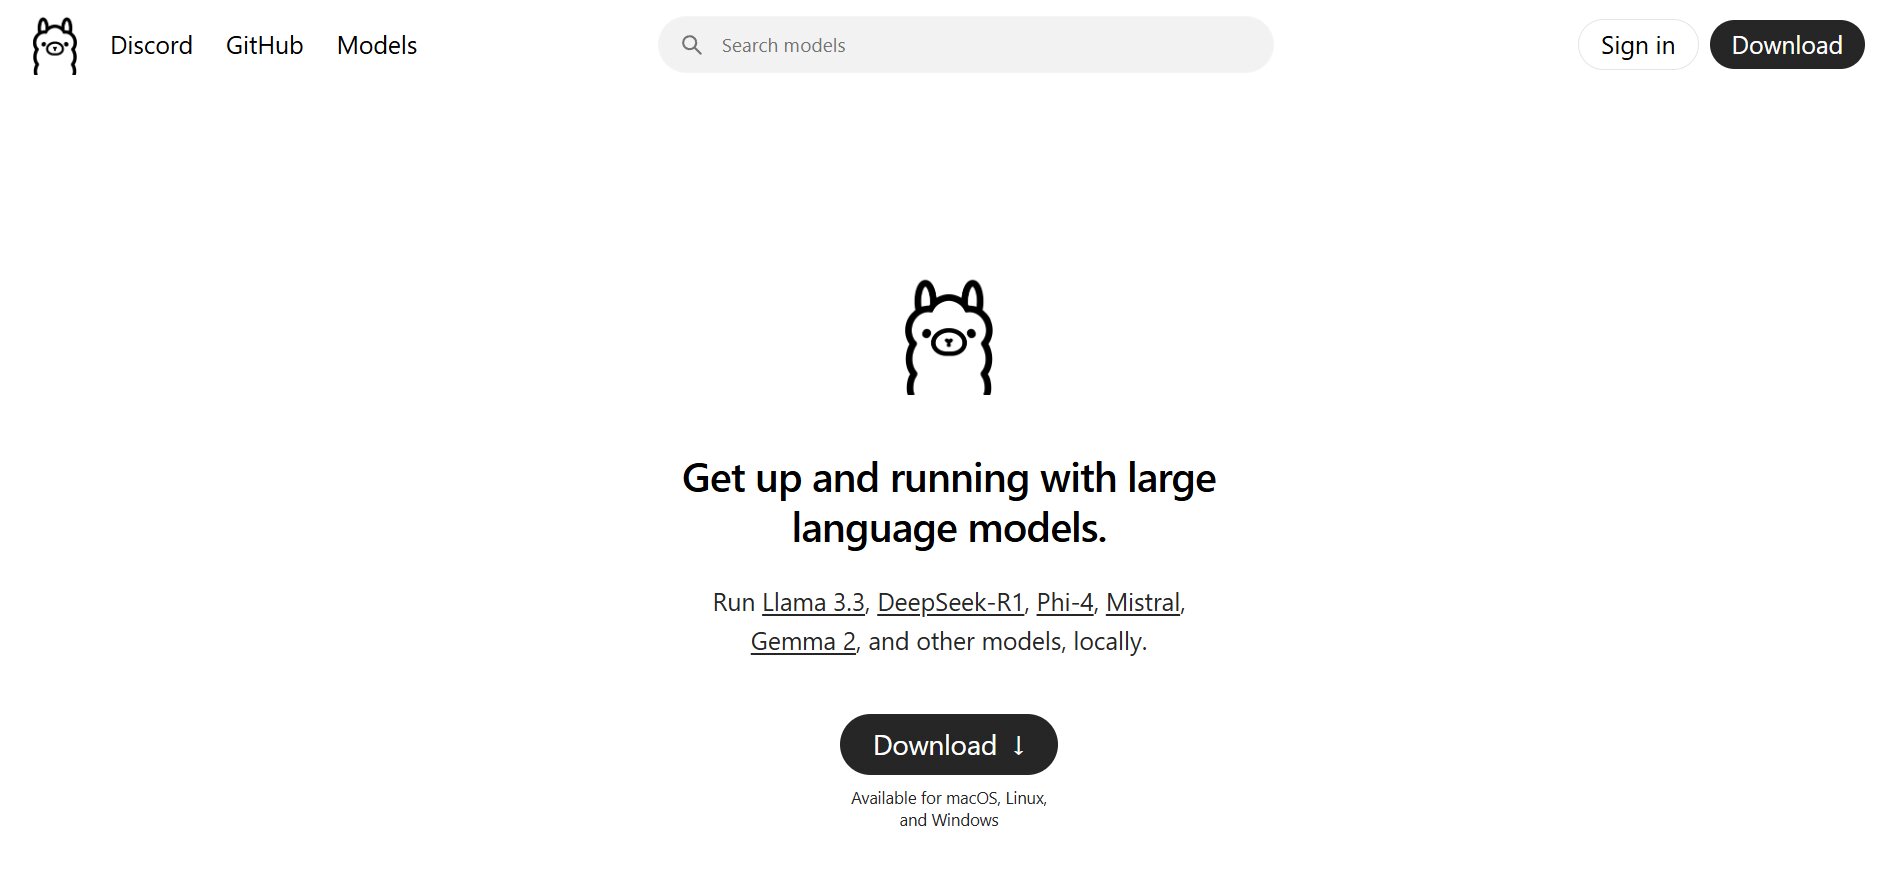 Discord GitHub Models Search models Sign in Download
Get up and running with large
language models.
Run Llama 3.3, DeepSeek-R1, Phi-4, Mistral,
Gemma 2, and other models, locally.
Download ↓
Available for macOS, Linux,
and Windows